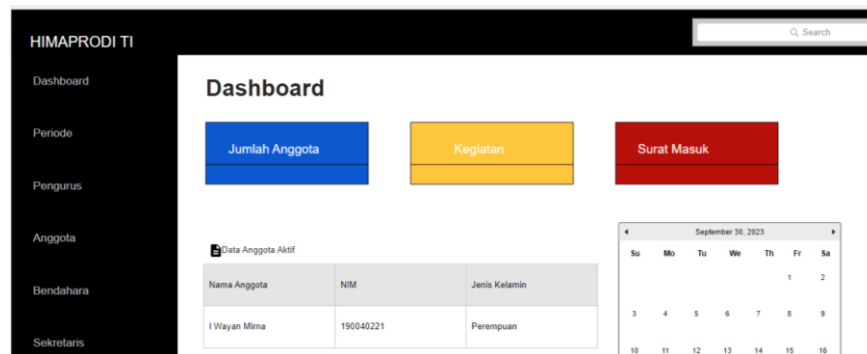 HIMAPRODI TI
Search
Dashboard
Periode
Pengurus
Anggota
Bendahara
Sekretaris
Dashboard
Jumlah Anggota
Kegiatan
Surat Masuk
Data Anggota Aktif
Nama Anggota NIM Jenis Kelamin
I Wayan Mirna 190040221 Perempuan
September 30, 2023
Su Mo Tu We Th Fr Sa
1 2
3 4 5 6 7 8 9
10 11 12 13 14 15 16